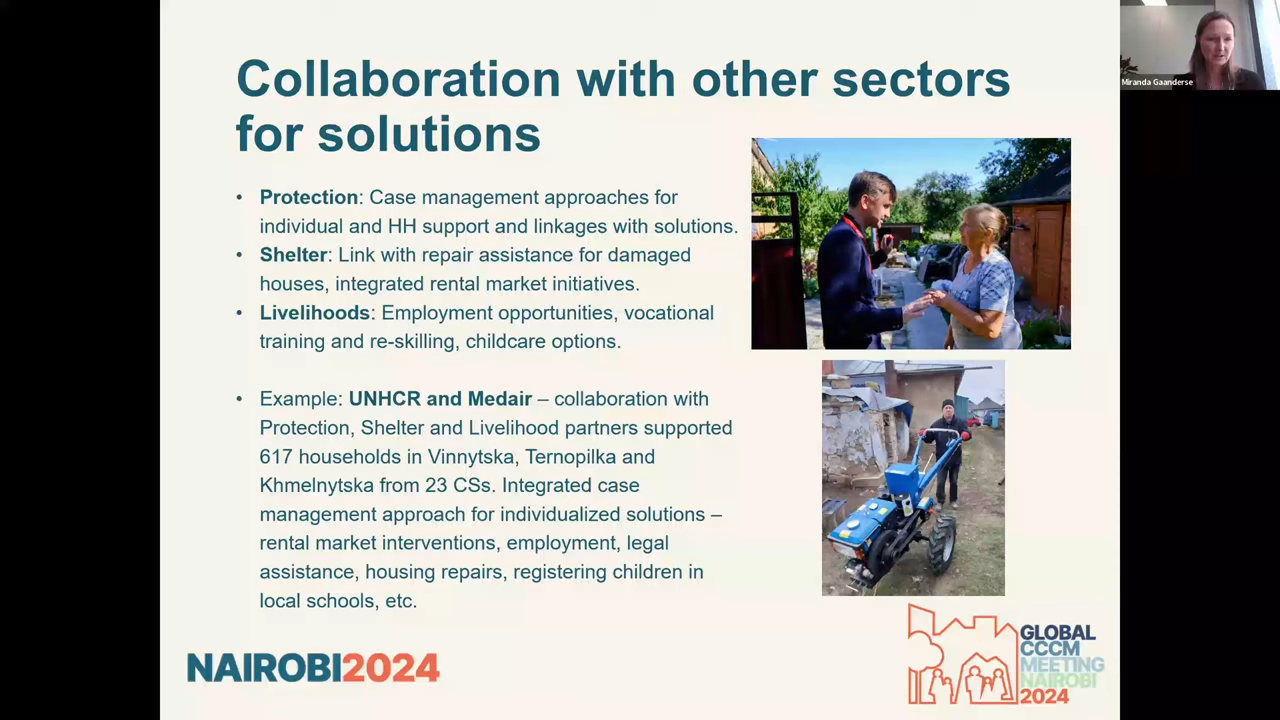 Collaboration with other sectors
for solutions
• Protection: Case management approaches for
individual and HH support and linkages with solutions.
• Shelter: Link with repair assistance for damaged
houses, integrated rental market initiatives.
• Livelihoods: Employment opportunities, vocational
training and re-skilling, childcare options.
• Example: UNHCR and Medair – collaboration with
Protection, Shelter and Livelihood partners supported
617 households in Vinnytska, Ternopilka and
Khmelnytska from 23 CSs. Integrated case
management approach for individualized solutions –
rental market interventions, employment, legal
assistance, housing repairs, registering children in
local schools, etc.
NAIROBI2024
GLOBAL
CCCM
MEETING
NAIROBI
2024
Miranda Gaanderse